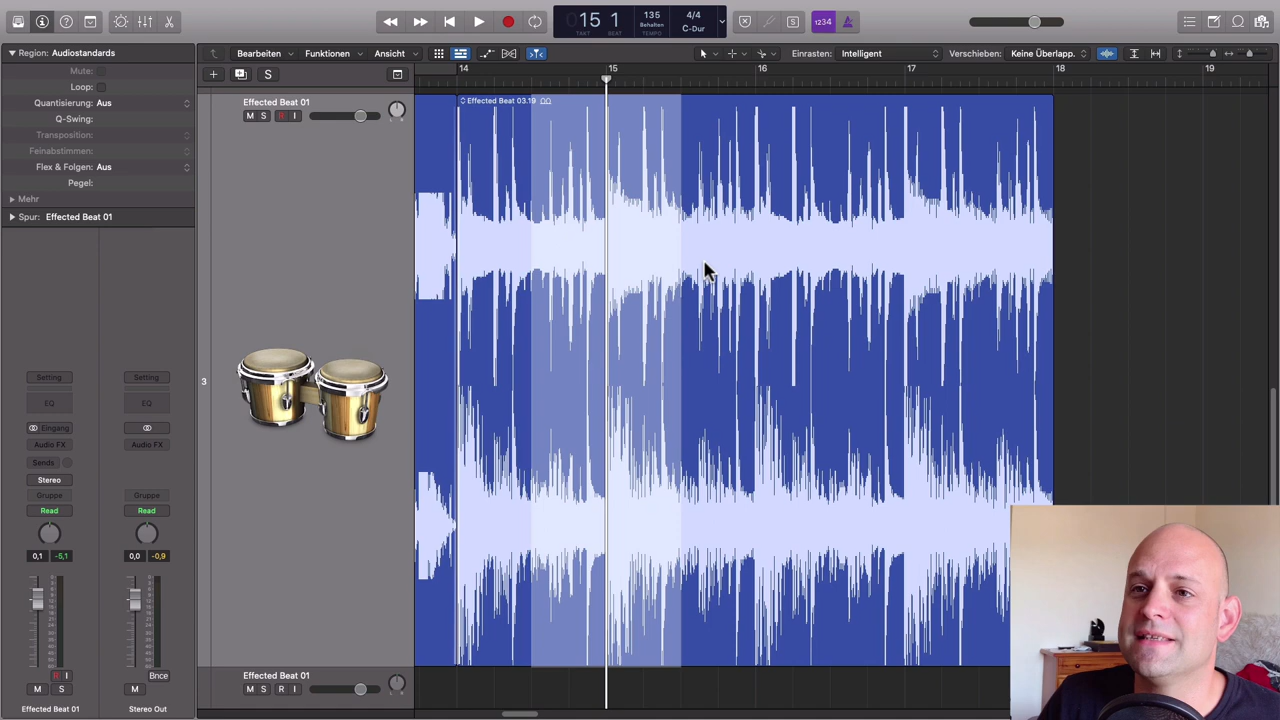 15 1
TAKT BEAT
135
Behalten
TEMPO
4/4
C-Dur
1234
Region: Audiostandards
Mute:
Loop:
Quantisierung: Aus
Q-Swing:
Transposition:
Feinabstimmen:
Flex & Folgen: Aus
Pegel:
Mehr
Spur: Effected Beat 01
Bearbeiten Funktionen Ansicht
Einrasten: Intelligent
Verschieben: Keine Überlapp.
S
14 15 16 17 18 19
Effected Beat 01
M S R I
Effected Beat 03.19
3
Setting Setting
EQ EQ
Eingang
Audio FX Audio FX
Sends
Stereo
Gruppe Gruppe
Read Read
0,1 -5,1 0,0 -0,9
R I Bnce
M S M
Effected Beat 01 Stereo Out
Effected Beat 01
M S R I